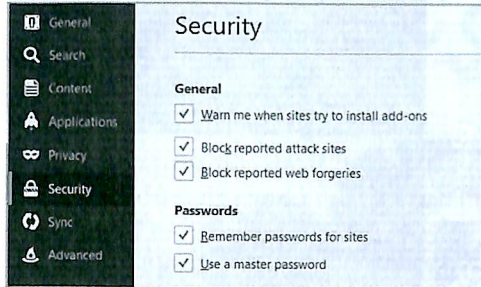 General
Search
Content
Applications
Privacy
Security
Sync
Advanced
Security
General
Warn me when sites try to install add-ons
Block reported attack sites
Block reported web forgeries
Passwords
Remember passwords for sites
Use a master password